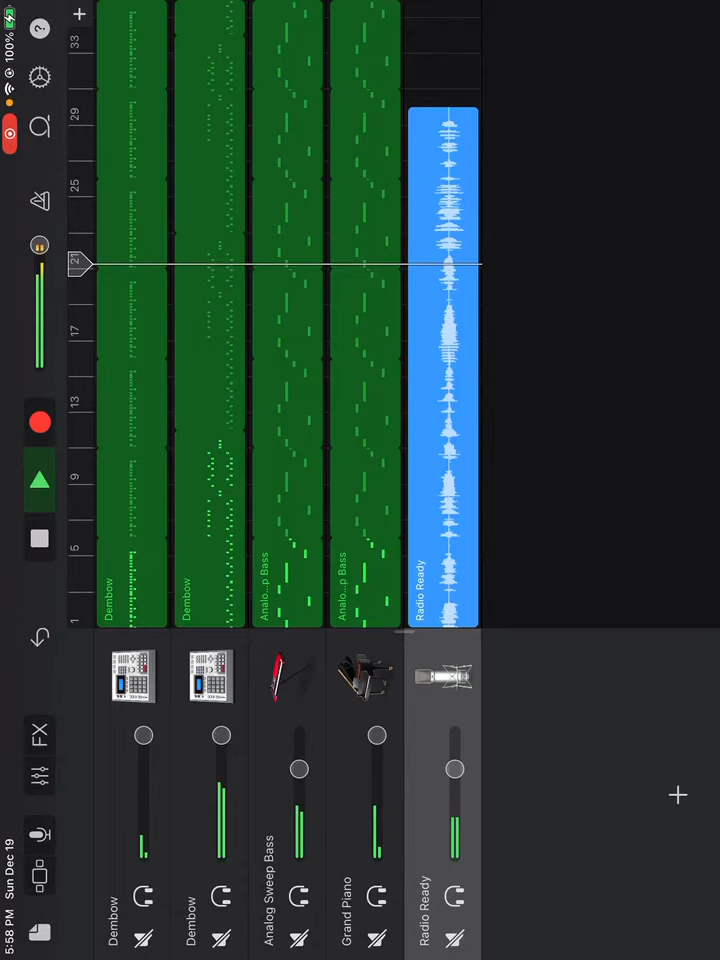 5:58 PM Sun Dec 19
100%
FX
?
1 5 9 13 17 21 25 29 33
+
Dembow
Dembow
Dembow
Dembow
Analog Sweep Bass
Analo...p Bass
Grand Piano
Analo...p Bass
Radio Ready
Radio Ready
+